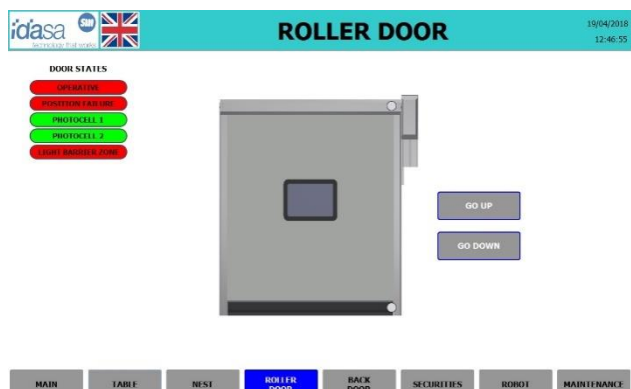 idasa
technology that works
ROLLER DOOR
19/04/2018
12:46:55
DOOR STATES
OPERATIVE
POSITION FAILURE
PHOTOCELL 1
PHOTOCELL 2
LIGHT BARRIER ZONE
GO UP
GO DOWN
MAIN
TABLE
NEST
ROLLER
DOOR
BACK
DOOR
SECURITIES
ROBOT
MAINTENANCE